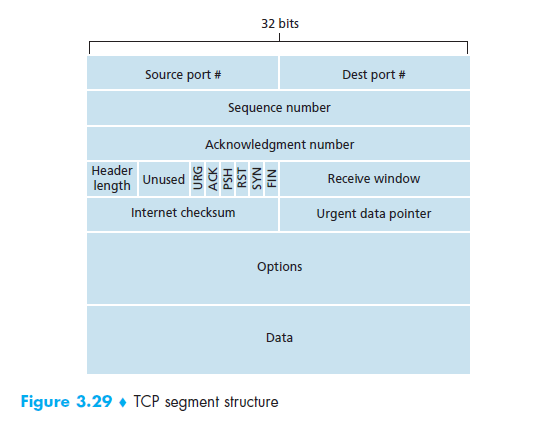 32 bits
Source port # Dest port #
Sequence number
Acknowledgment number
Header length Unused URG ACK PSH RST SYN FIN Receive window
Internet checksum Urgent data pointer
Options
Data
Figure 3.29 ♦ TCP segment structure